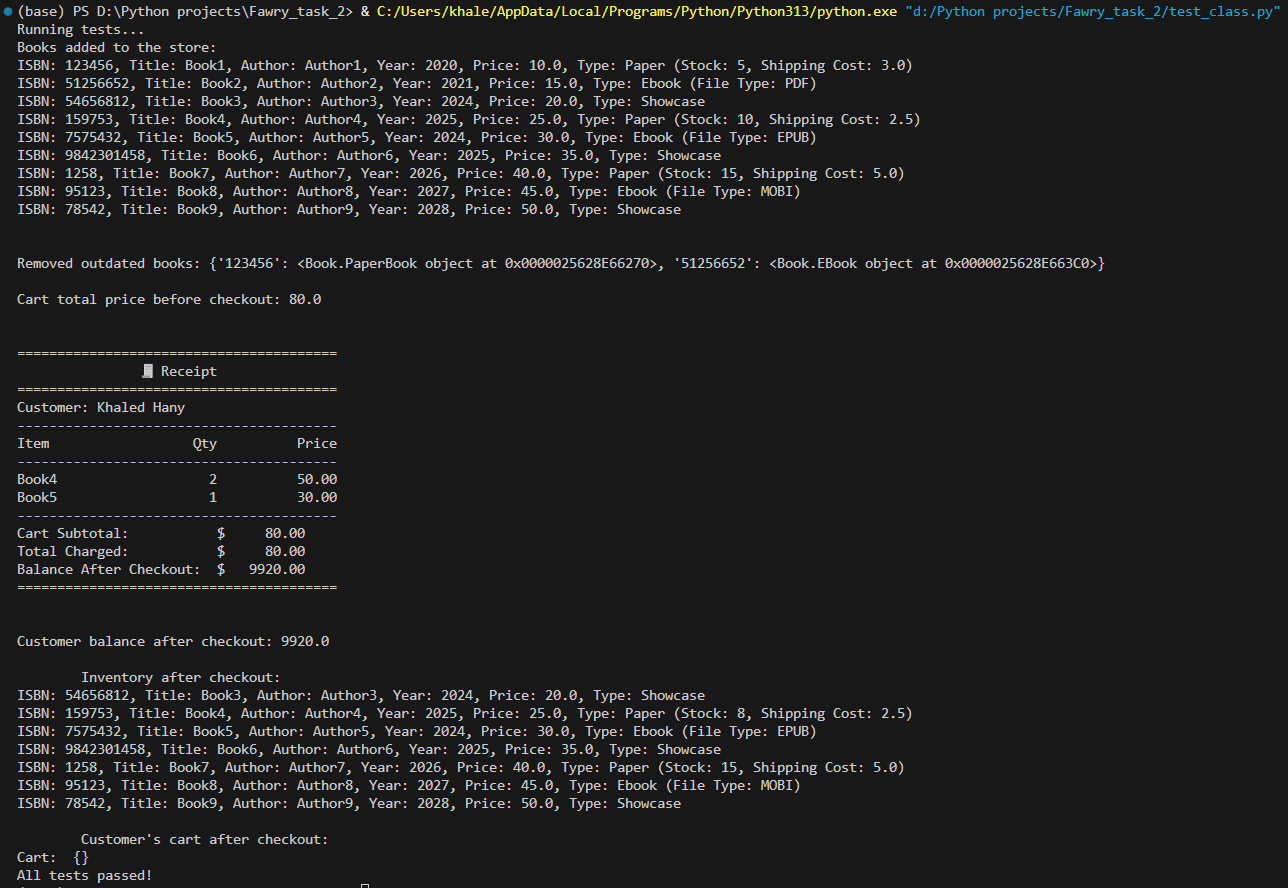 (base) PS D:\Python projects\Fawry_task_2> & C:/Users/khale/AppData/Local/Programs/Python/Python313/python.exe "d:/Python projects/Fawry_task_2/test_class.py"
Running tests...
Books added to the store:
ISBN: 123456, Title: Book1, Author: Author1, Year: 2020, Price: 10.0, Type: Paper (Stock: 5, Shipping Cost: 3.0)
ISBN: 51256652, Title: Book2, Author: Author2, Year: 2021, Price: 15.0, Type: Ebook (File Type: PDF)
ISBN: 54656812, Title: Book3, Author: Author3, Year: 2024, Price: 20.0, Type: Showcase
ISBN: 159753, Title: Book4, Author: Author4, Year: 2025, Price: 25.0, Type: Paper (Stock: 10, Shipping Cost: 2.5)
ISBN: 7575432, Title: Book5, Author: Author5, Year: 2024, Price: 30.0, Type: Ebook (File Type: EPUB)
ISBN: 9842301458, Title: Book6, Author: Author6, Year: 2025, Price: 35.0, Type: Showcase
ISBN: 1258, Title: Book7, Author: Author7, Year: 2026, Price: 40.0, Type: Paper (Stock: 15, Shipping Cost: 5.0)
ISBN: 95123, Title: Book8, Author: Author8, Year: 2027, Price: 45.0, Type: Ebook (File Type: MOBI)
ISBN: 78542, Title: Book9, Author: Author9, Year: 2028, Price: 50.0, Type: Showcase
Removed outdated books: {'123456': <Book.PaperBook object at 0x0000025628E66270>, '51256652': <Book.EBook object at 0x0000025628E663C0>}
Cart total price before checkout: 80.0
========================================
🧾 Receipt
========================================
Customer: Khaled Hany
----------------------------------------
Item                  Qty          Price
----------------------------------------
Book4                   2          50.00
Book5                   1          30.00
----------------------------------------
Cart Subtotal:           $     80.00
Total Charged:           $     80.00
Balance After Checkout:  $   9920.00
========================================
Customer balance after checkout: 9920.0
Inventory after checkout:
ISBN: 54656812, Title: Book3, Author: Author3, Year: 2024, Price: 20.0, Type: Showcase
ISBN: 159753, Title: Book4, Author: Author4, Year: 2025, Price: 25.0, Type: Paper (Stock: 8, Shipping Cost: 2.5)
ISBN: 7575432, Title: Book5, Author: Author5, Year: 2024, Price: 30.0, Type: Ebook (File Type: EPUB)
ISBN: 9842301458, Title: Book6, Author: Author6, Year: 2025, Price: 35.0, Type: Showcase
ISBN: 1258, Title: Book7, Author: Author7, Year: 2026, Price: 40.0, Type: Paper (Stock: 15, Shipping Cost: 5.0)
ISBN: 95123, Title: Book8, Author: Author8, Year: 2027, Price: 45.0, Type: Ebook (File Type: MOBI)
ISBN: 78542, Title: Book9, Author: Author9, Year: 2028, Price: 50.0, Type: Showcase
Customer's cart after checkout:
Cart:  {}
All tests passed!